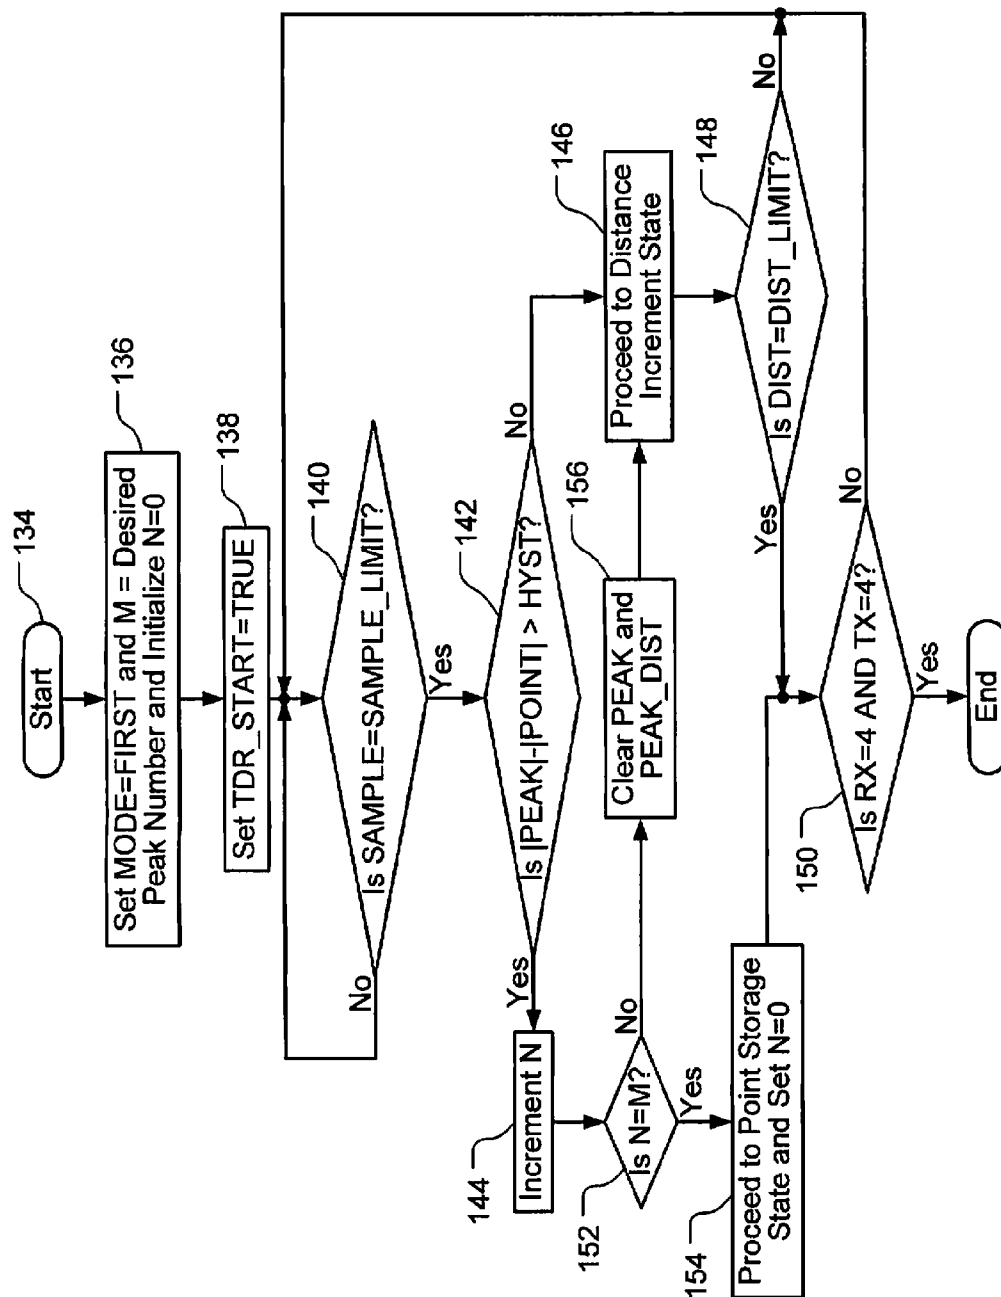 Start
134
Set MODE=FIRST and M = Desired
Peak Number and Initialize N=0
136
Set TDR_START=TRUE
138
Is SAMPLE=SAMPLE_LIMIT?
140
No
Yes
Is |PEAK|-|POINT| > HYST?
142
Yes
No
Increment N
144
Clear PEAK and
PEAK_DIST
156
Proceed to Distance
Increment State
146
Is N=M?
152
No
Yes
Is DIST=DIST_LIMIT?
148
Yes
No
Proceed to Point Storage
State and Set N=0
154
Is RX=4 AND TX=4?
150
No
Yes
End